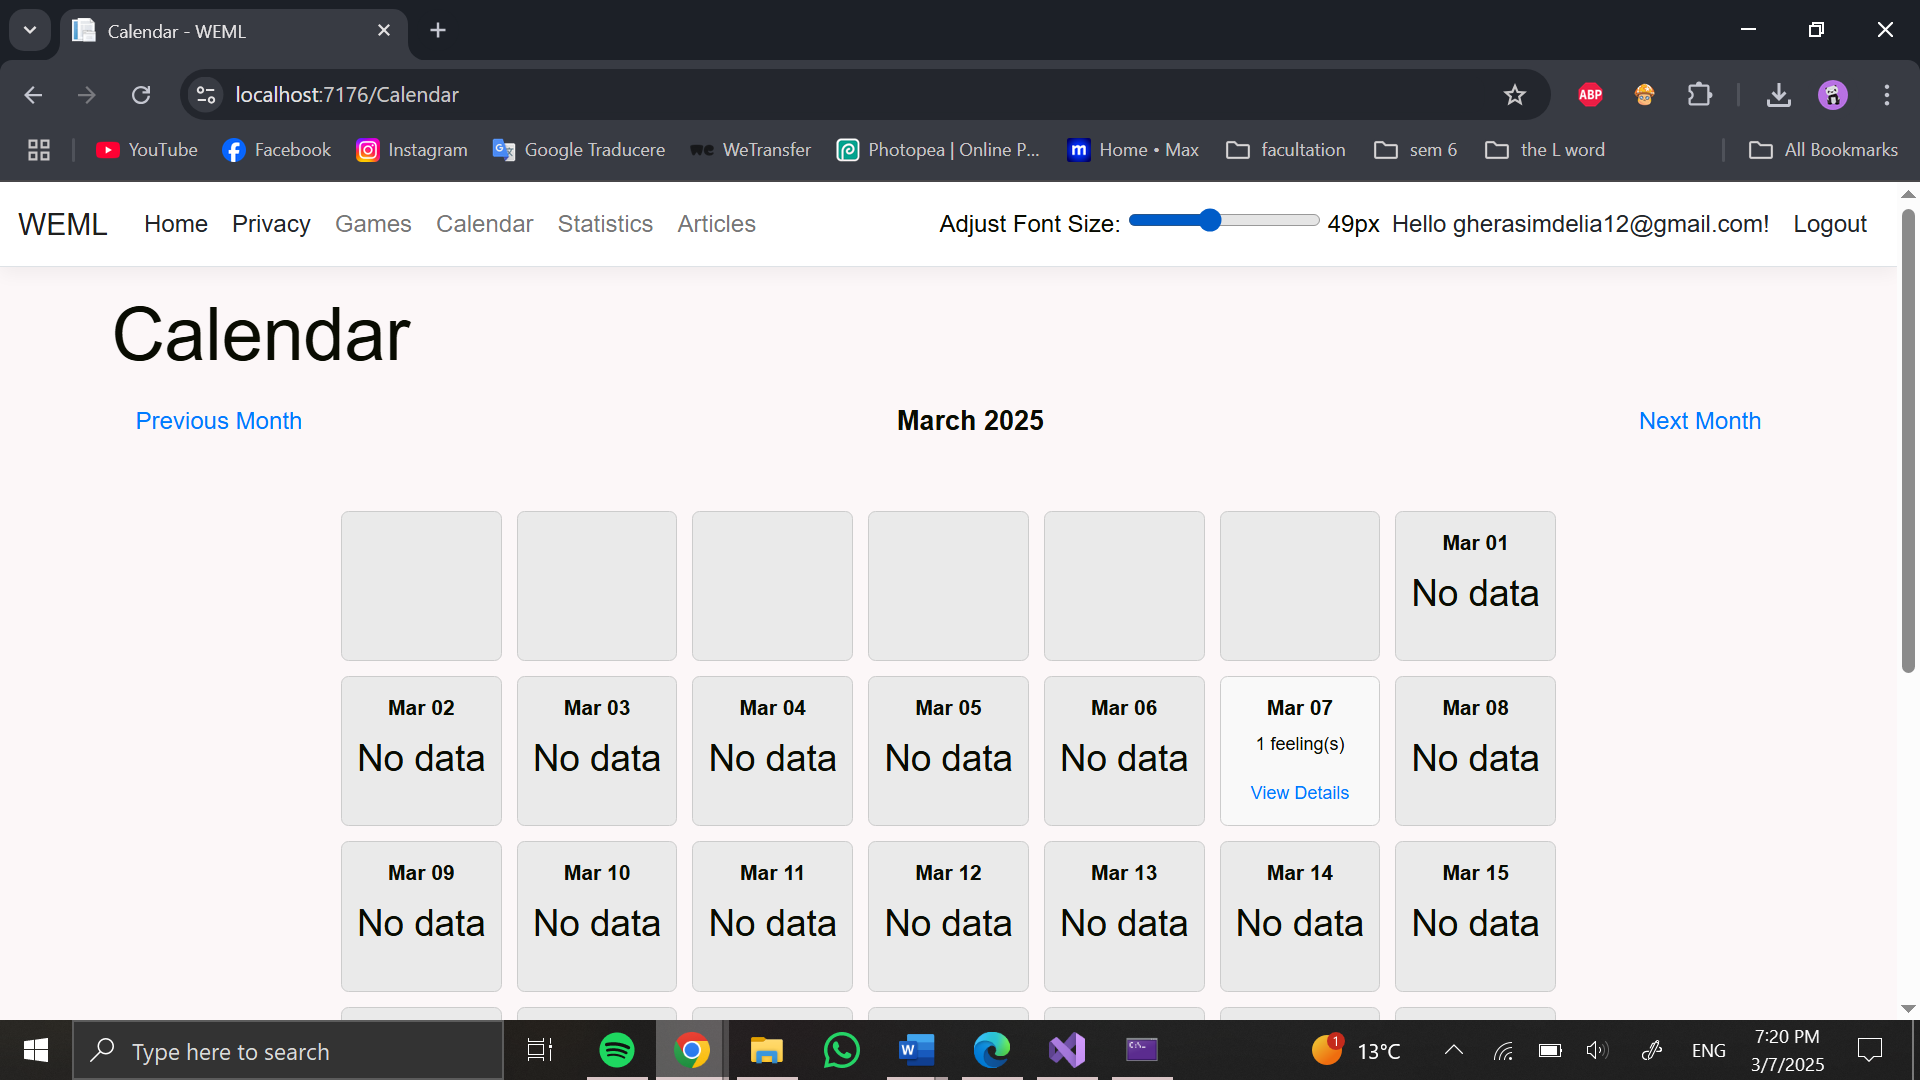 Calendar - WEML
localhost:7176/Calendar
ABP
YouTube Facebook Instagram Google Traducere WeTransfer Photopea | Online P... Home • Max facultation sem 6 the L word All Bookmarks
WEML Home Privacy Games Calendar Statistics Articles Adjust Font Size: 49px Hello gherasimdelia12@gmail.com! Logout
Calendar
Previous Month March 2025 Next Month
Mar 01
No data
Mar 02 Mar 03 Mar 04 Mar 05 Mar 06 Mar 07 Mar 08
No data No data No data No data No data 1 feeling(s) No data
View Details
Mar 09 Mar 10 Mar 11 Mar 12 Mar 13 Mar 14 Mar 15
No data No data No data No data No data No data No data
Type here to search 1 13°C ENG 7:20 PM
3/7/2025